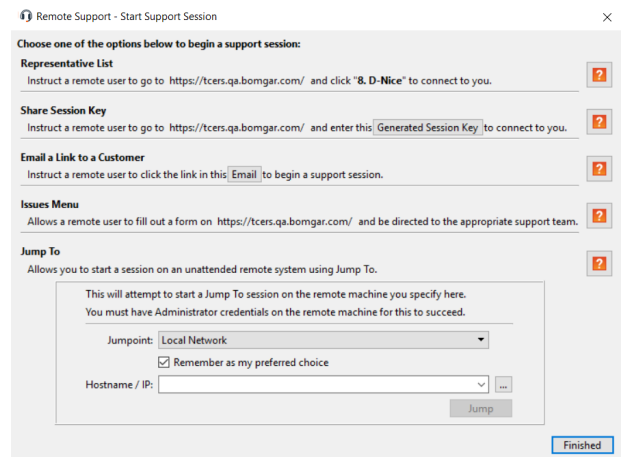 Remote Support - Start Support Session
Choose one of the options below to begin a support session:
Representative List
Instruct a remote user to go to https://tcers.qa.bomgar.com/ and click "8. D-Nice" to connect to you.
?
Share Session Key
Instruct a remote user to go to https://tcers.qa.bomgar.com/ and enter this Generated Session Key to connect to you.
?
Email a Link to a Customer
Instruct a remote user to click the link in this Email to begin a support session.
?
Issues Menu
Allows a remote user to fill out a form on https://tcers.qa.bomgar.com/ and be directed to the appropriate support team.
?
Jump To
Allows you to start a session on an unattended remote system using Jump To.
?
This will attempt to start a Jump To session on the remote machine you specify here.
You must have Administrator credentials on the remote machine for this to succeed.
Jumpoint: Local Network
Remember as my preferred choice
Hostname / IP: ...
Jump
Finished